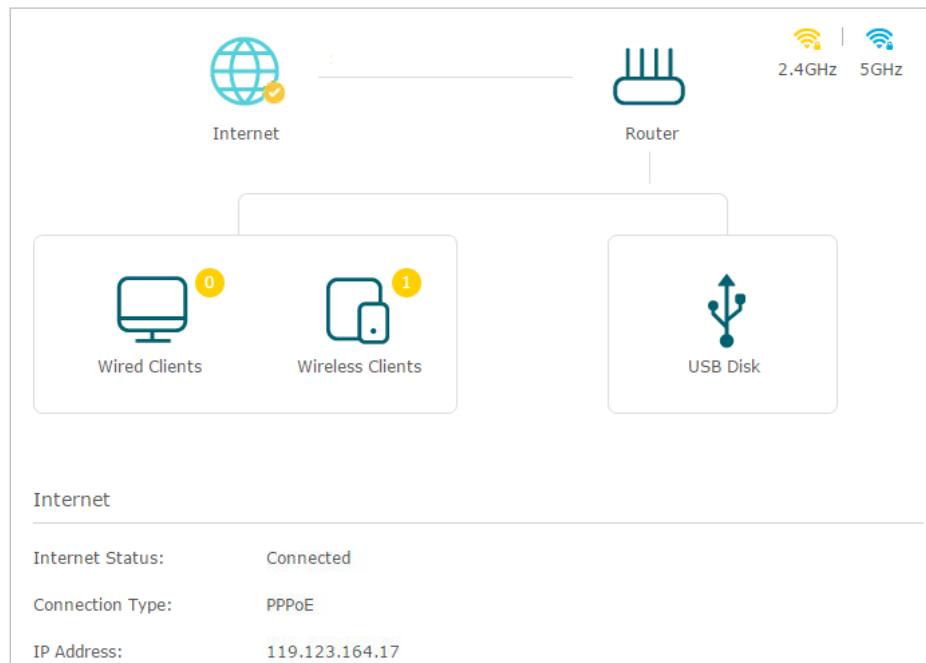 2.4GHz 5GHz
Internet Router
0 1
Wired Clients Wireless Clients USB Disk
Internet
Internet Status: Connected
Connection Type: PPPoE
IP Address: 119.123.164.17